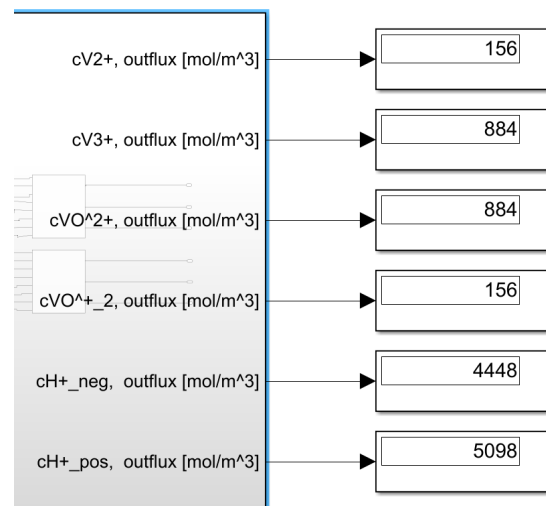 cV2+, outflux [mol/m^3] 156
cV3+, outflux [mol/m^3] 884
cVO^2+, outflux [mol/m^3] 884
cVO^+_2, outflux [mol/m^3] 156
cH+_neg,  outflux [mol/m^3] 4448
cH+_pos,  outflux [mol/m^3] 5098